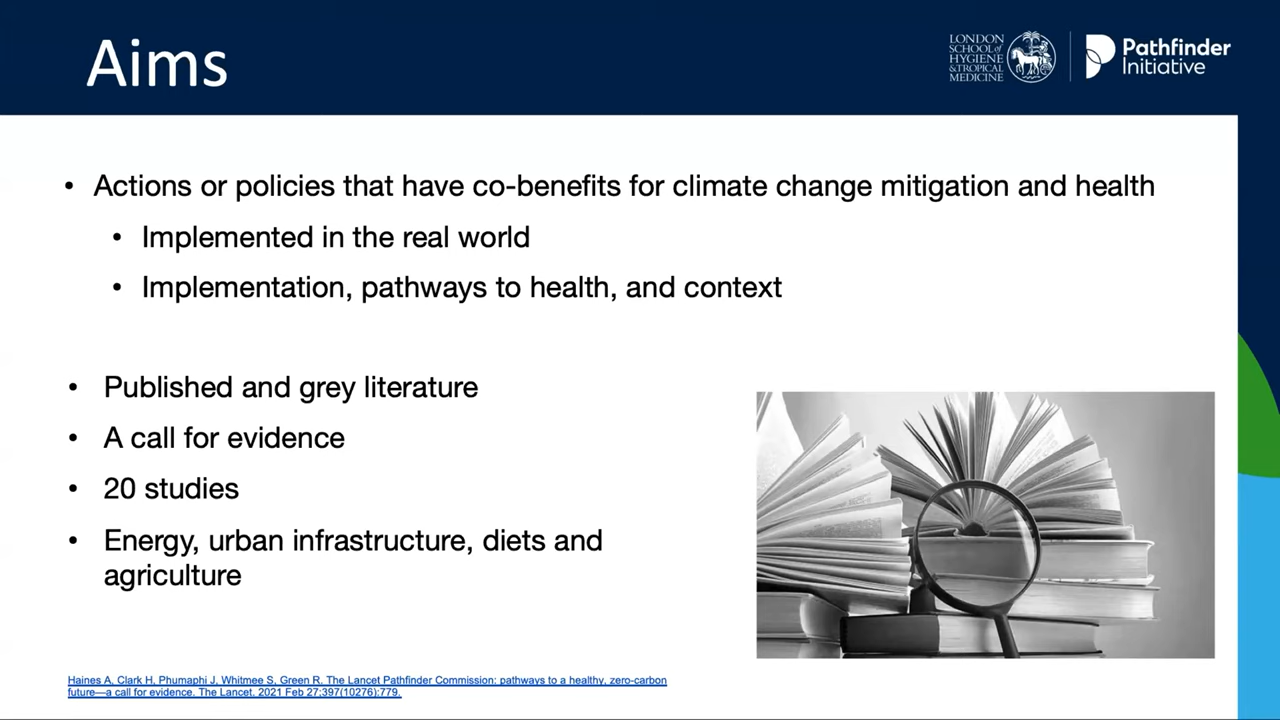 Aims
LONDON
SCHOOL of
HYGIENE
& TROPICAL
MEDICINE
Pathfinder
Initiative
• Actions or policies that have co-benefits for climate change mitigation and health
• Implemented in the real world
• Implementation, pathways to health, and context
• Published and grey literature
• A call for evidence
• 20 studies
• Energy, urban infrastructure, diets and
agriculture
Haines A, Clark H, Phumaphi J, Whitmee S, Green R. The Lancet Pathfinder Commission: pathways to a healthy, zero-carbon
future—a call for evidence. The Lancet. 2021 Feb 27;397(10276):779.